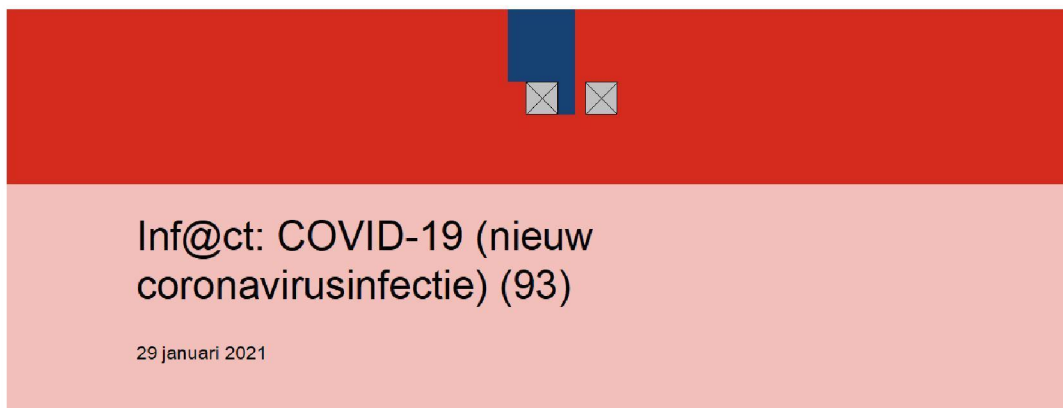 Inf@ct: COVID-19 (nieuw
coronavirusinfectie) (93)
29 januari 2021